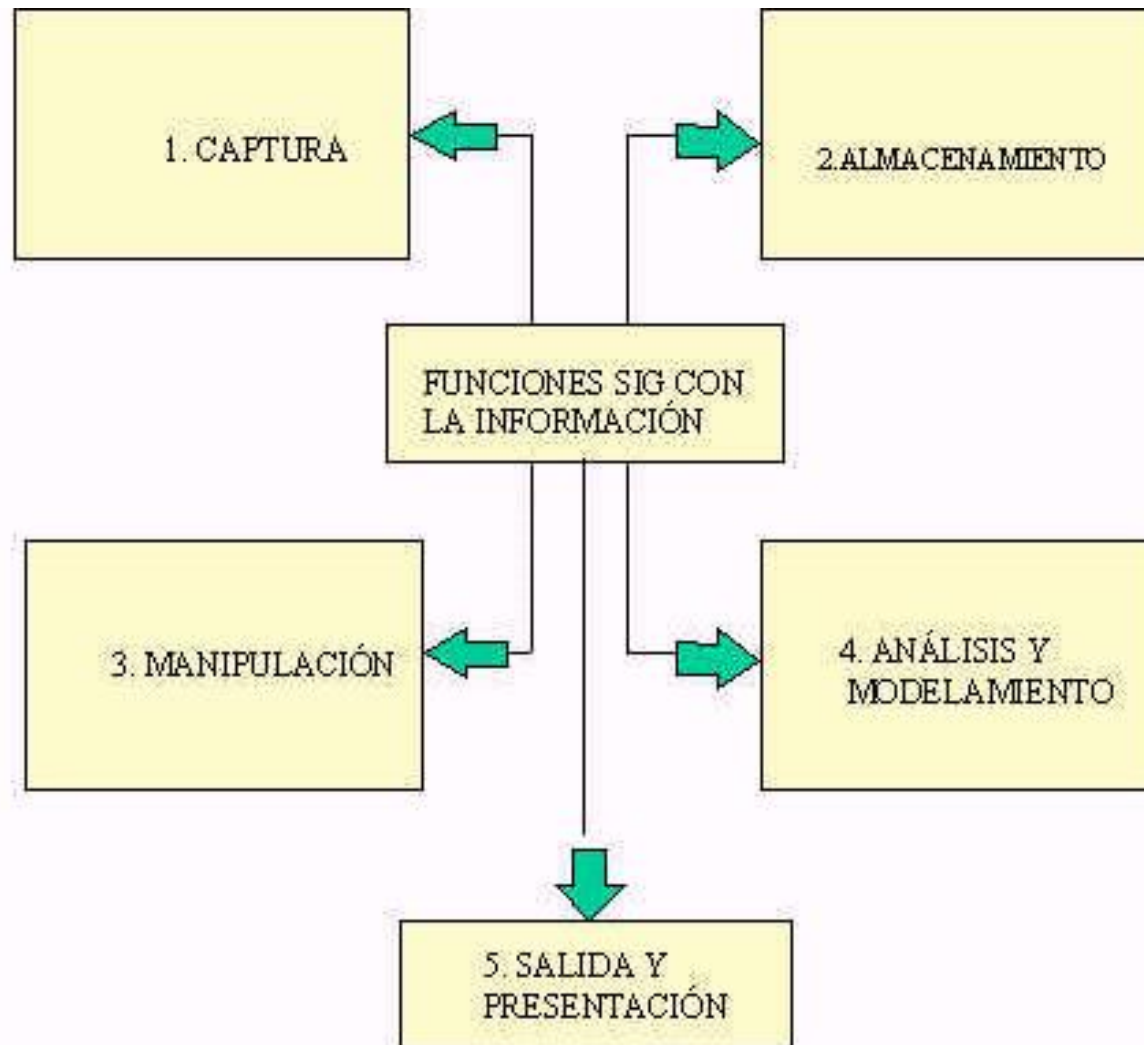 1. CAPTURA
2.ALMACENAMIENTO
FUNCIONES SIG CON
LA INFORMACIÓN
3. MANIPULACIÓN
4. ANÁLISIS Y
MODELAMIENTO
5. SALIDA Y
PRESENTACIÓN